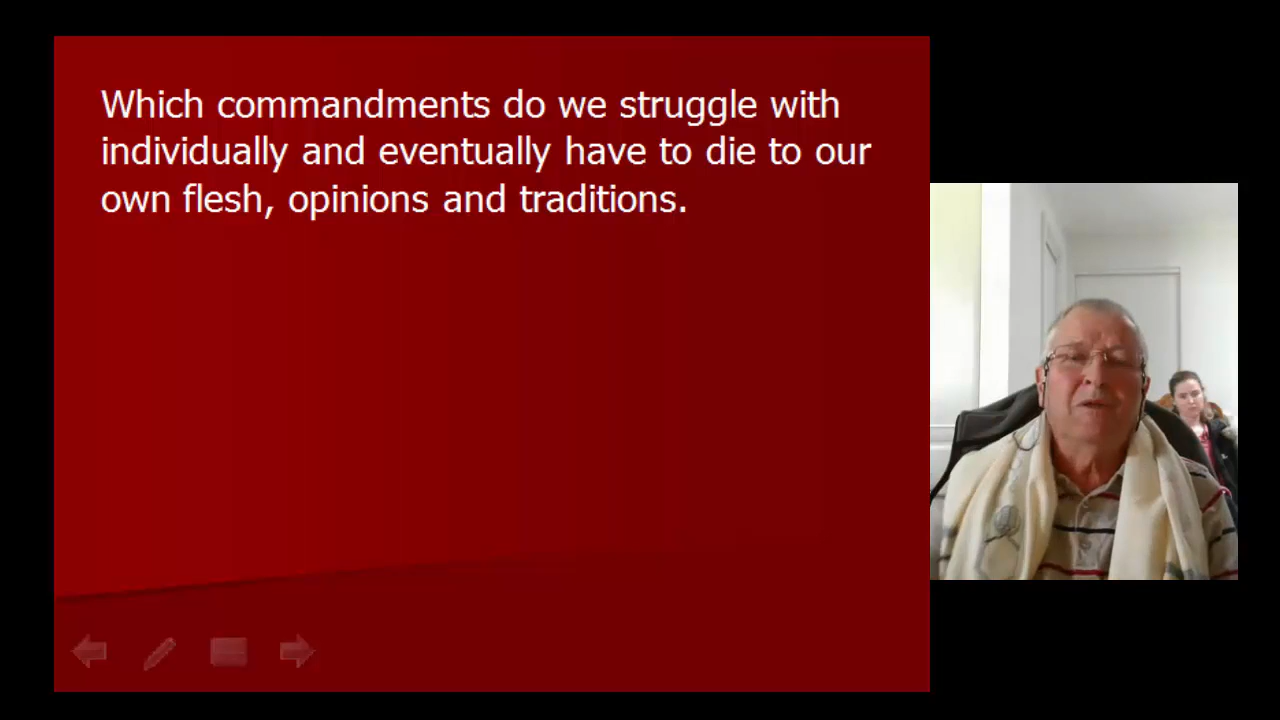 Which commandments do we struggle with
individually and eventually have to die to our
own flesh, opinions and traditions.